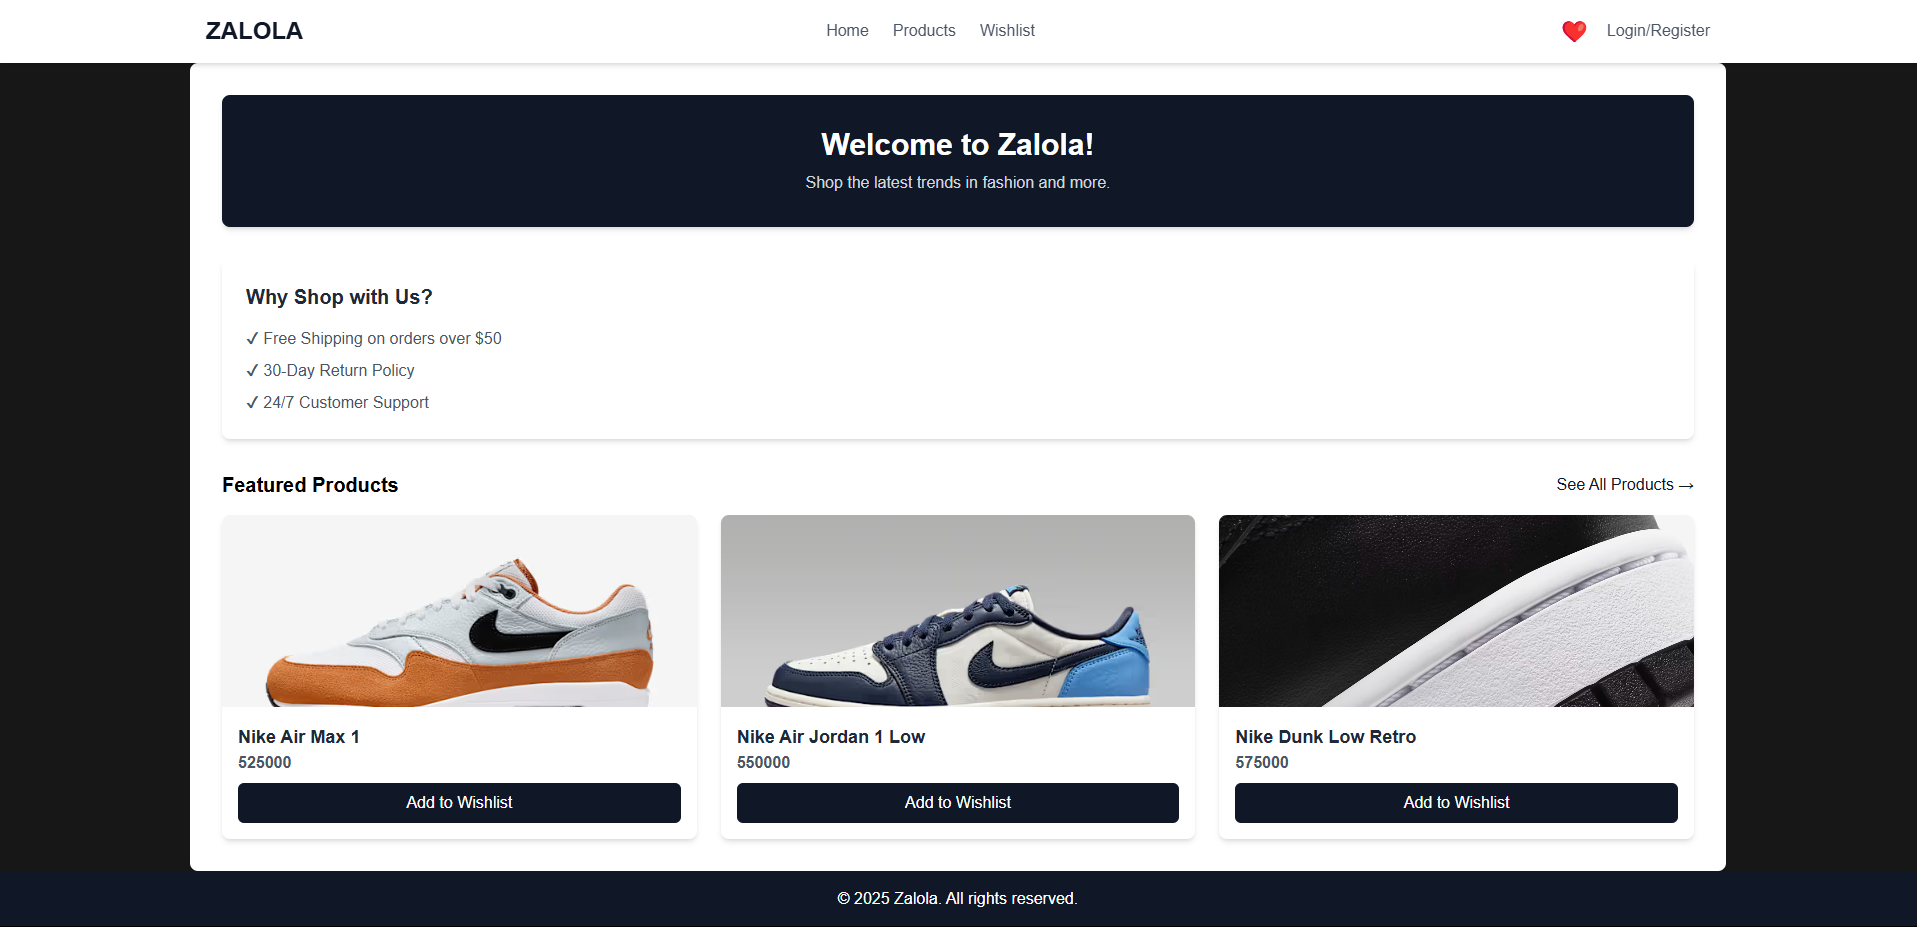 ZALOLA
Home Products Wishlist
Login/Register
Welcome to Zalola!
Shop the latest trends in fashion and more.
Why Shop with Us?
✓ Free Shipping on orders over $50
✓ 30-Day Return Policy
✓ 24/7 Customer Support
Featured Products
See All Products →
Nike Air Max 1
525000
Add to Wishlist
Nike Air Jordan 1 Low
550000
Add to Wishlist
Nike Dunk Low Retro
575000
Add to Wishlist
© 2025 Zalola. All rights reserved.